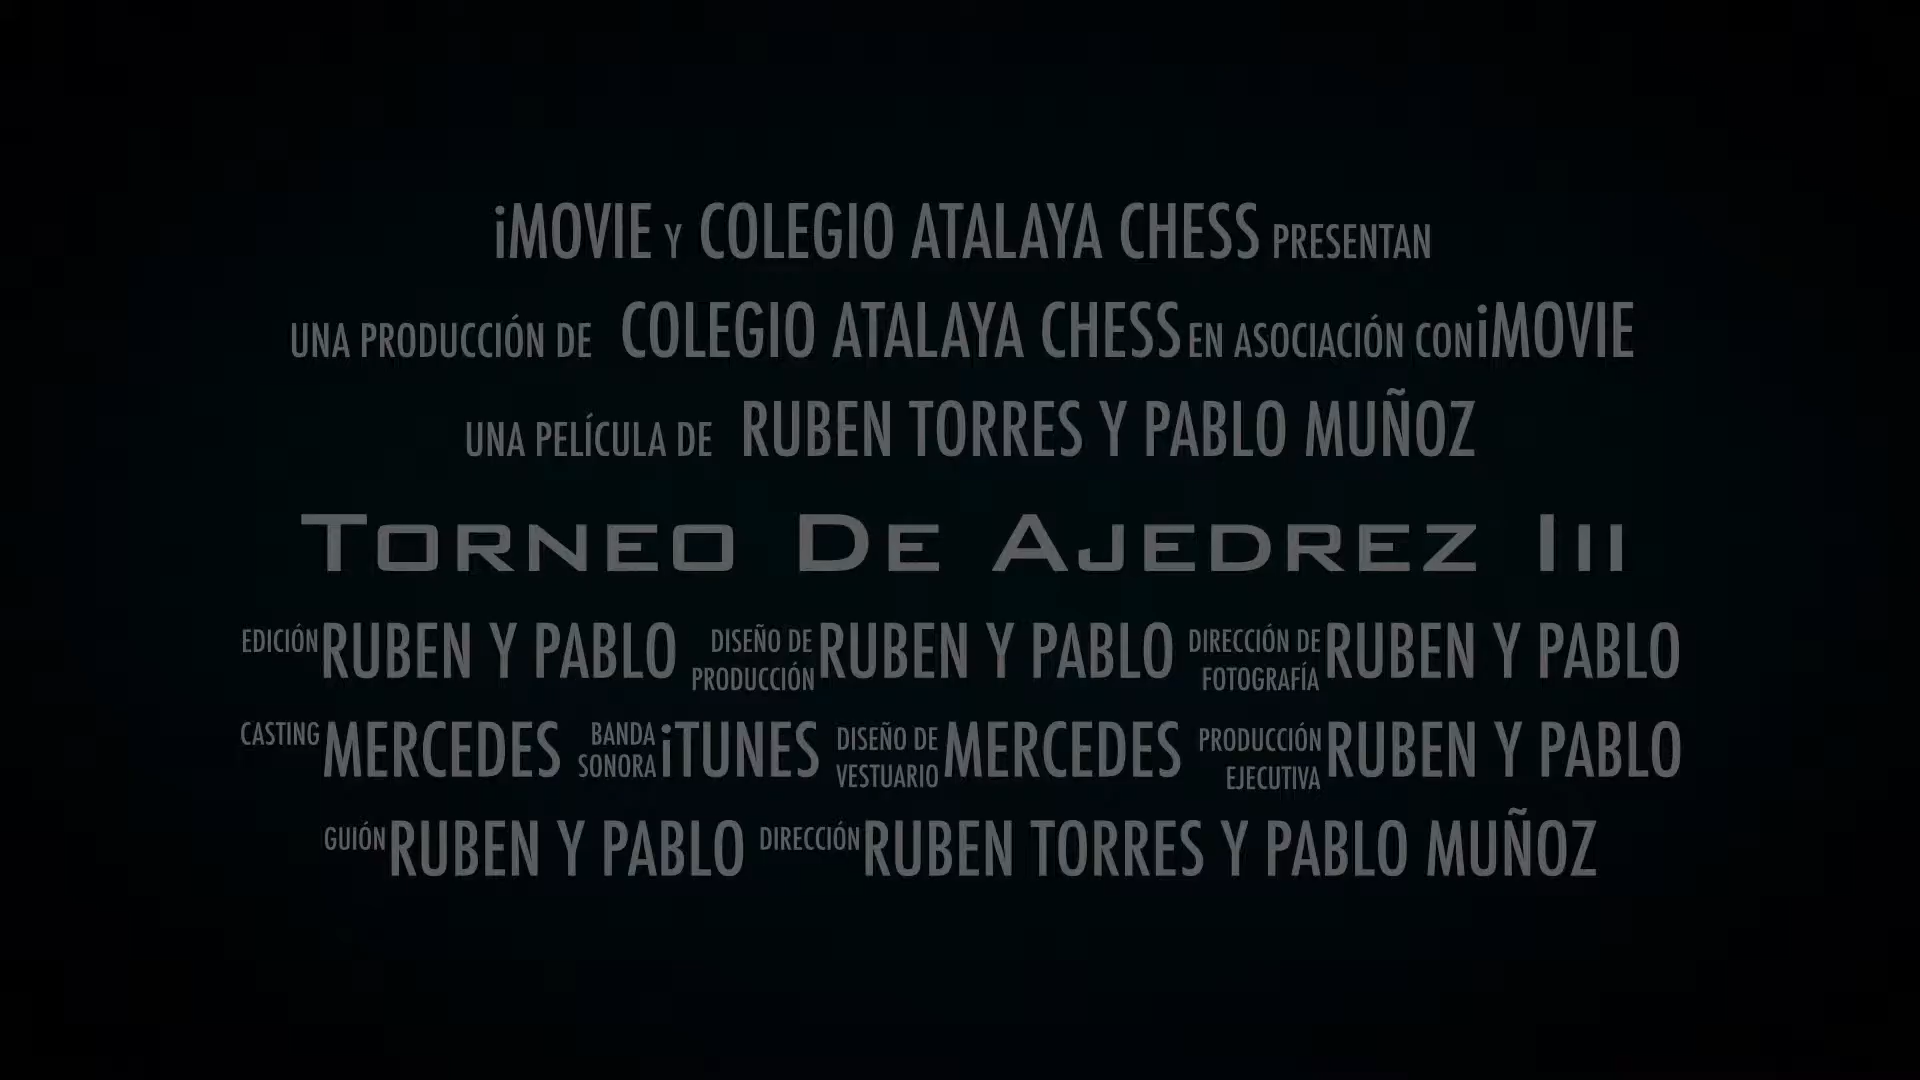 iMOVIE Y COLEGIO ATALAYA CHESS PRESENTAN
UNA PRODUCCIÓN DE COLEGIO ATALAYA CHESS EN ASOCIACIÓN CON iMOVIE
UNA PELÍCULA DE RUBEN TORRES Y PABLO MUÑOZ
TORNEO DE AJEDREZ III
EDICIÓN RUBEN Y PABLO DISEÑO DE PRODUCCIÓN RUBEN Y PABLO DIRECCIÓN DE FOTOGRAFÍA RUBEN Y PABLO
CASTING MERCEDES BANDA SONORA iTUNES DISEÑO DE VESTUARIO MERCEDES PRODUCCIÓN EJECUTIVA RUBEN Y PABLO
GUIÓN RUBEN Y PABLO DIRECCIÓN RUBEN TORRES Y PABLO MUÑOZ